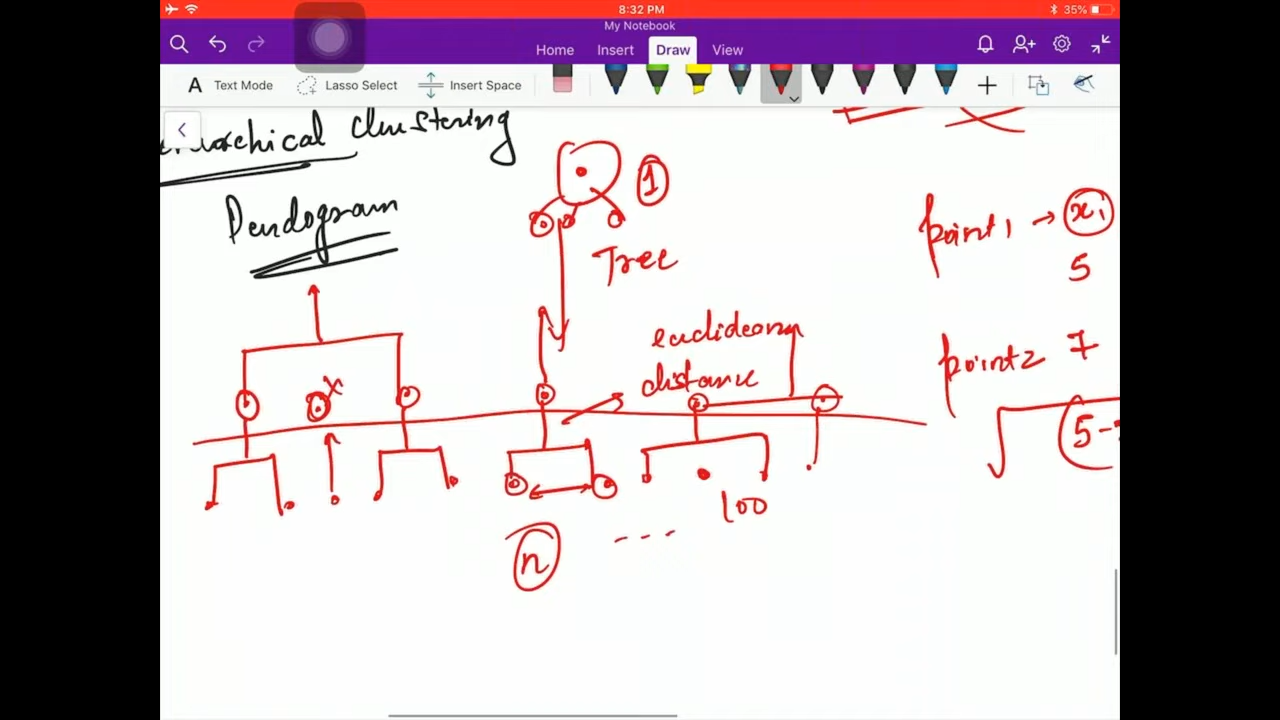 8:32 PM
35%
My Notebook
Home Insert Draw View
A Text Mode Lasso Select Insert Space
clustering
Dendogram
1
Tree
point1 → x1
5
euclidean
distance
point2 7
5-
100
n